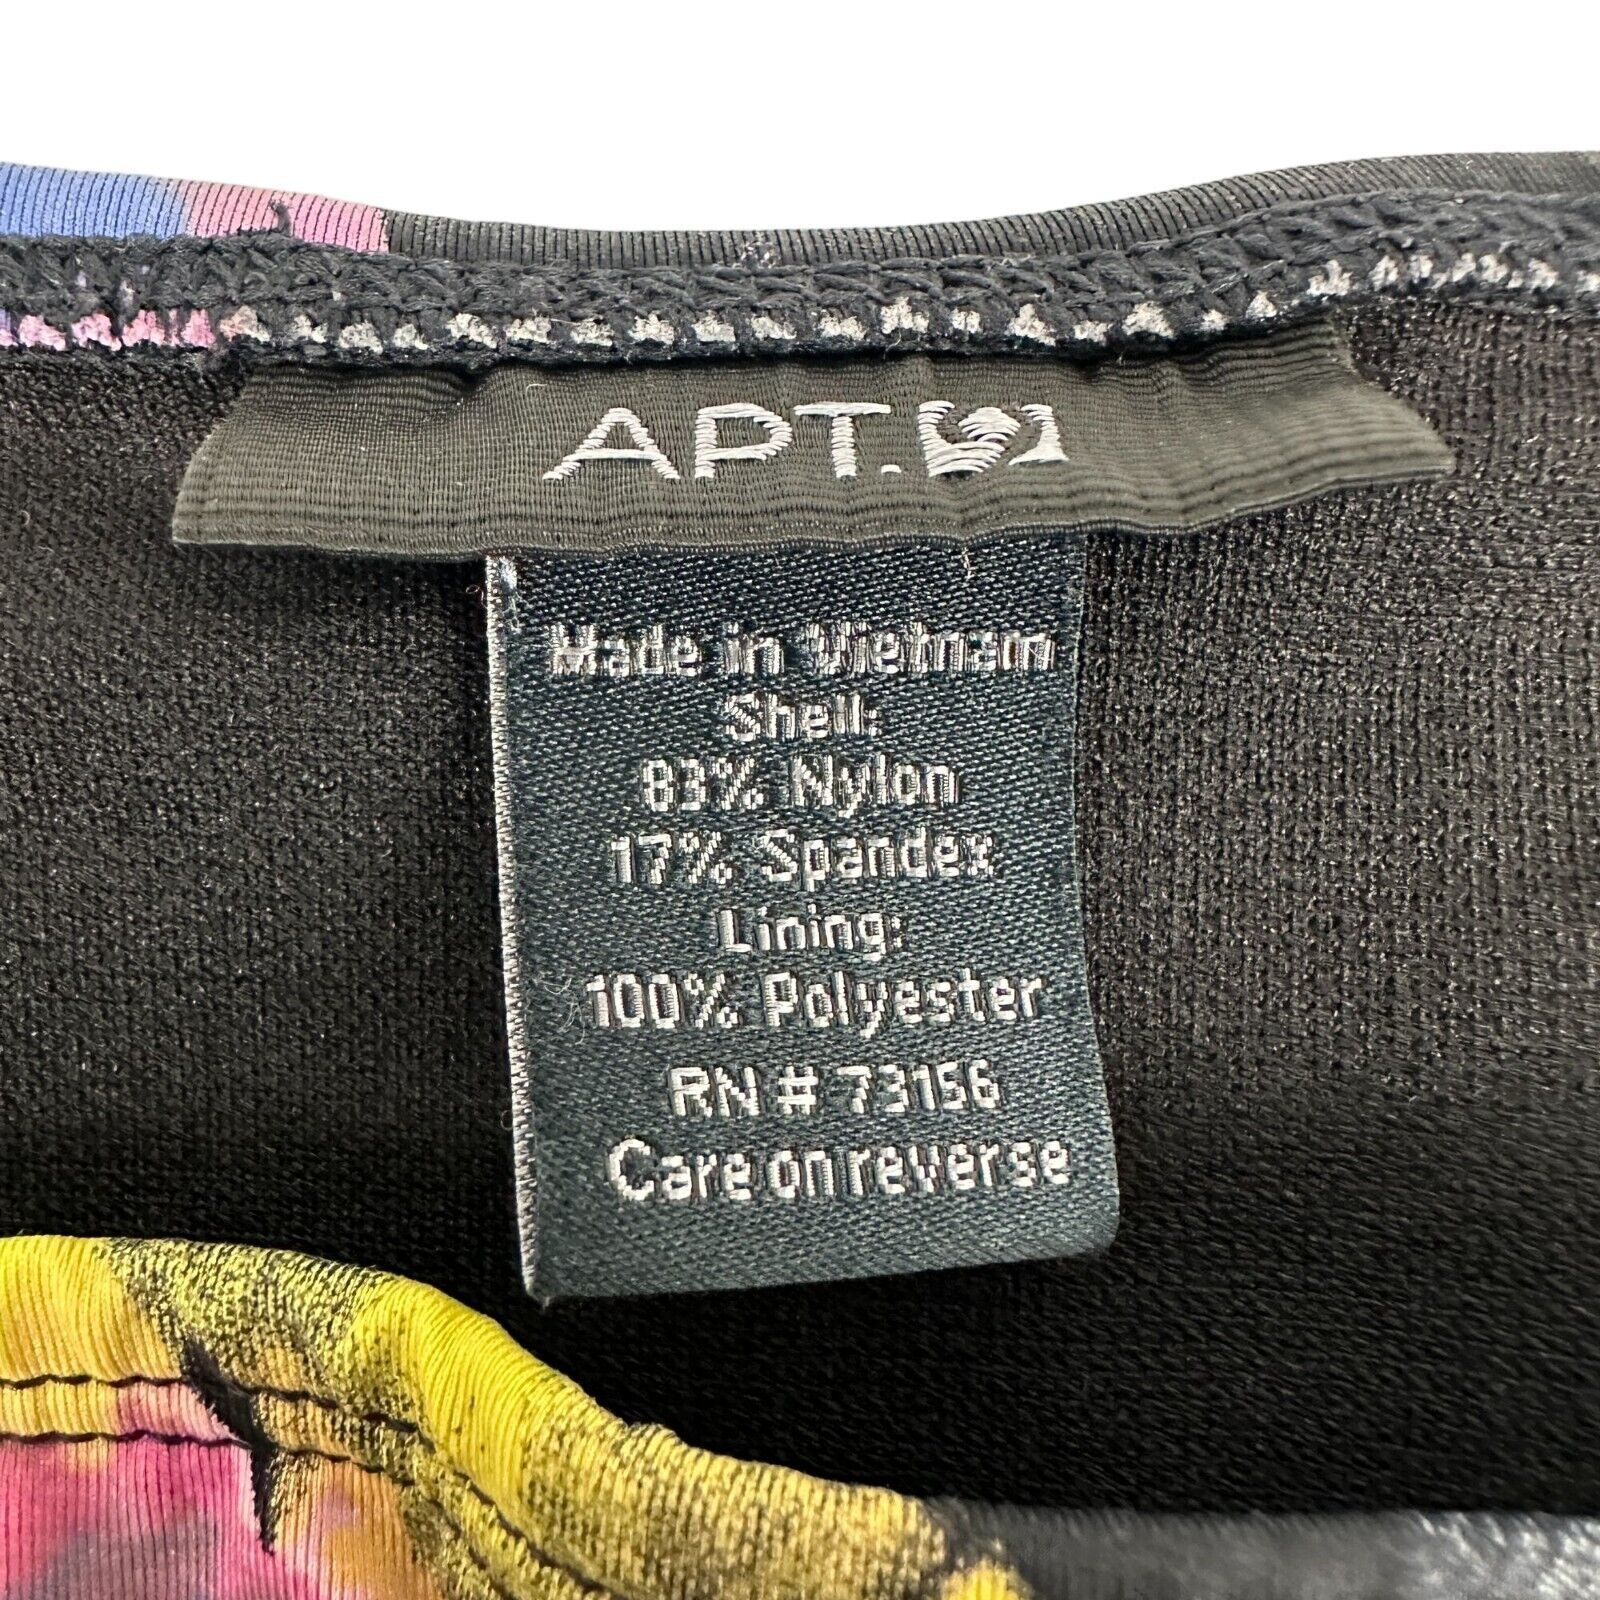 APT. 9
Made in Vietnam
Shell:
83% Nylon
17% Spandex
Lining:
100% Polyester
RN # 73156
Care on reverse